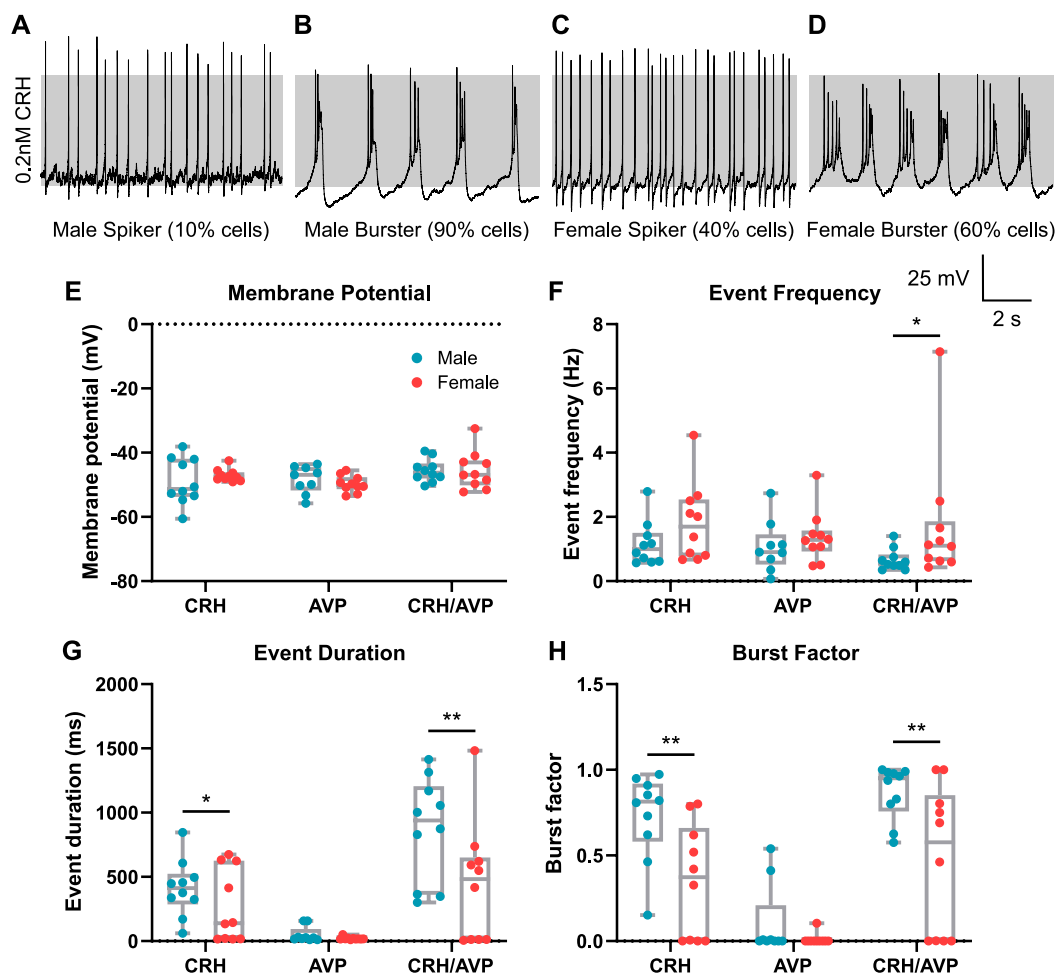 A
B
C
D
0.2nM CRH
Male Spiker (10% cells)
Male Burster (90% cells)
Female Spiker (40% cells)
Female Burster (60% cells)
25 mV
2 s
E
Membrane Potential
Membrane potential (mV)
0
-20
-40
-60
-80
Male
Female
CRH
AVP
CRH/AVP
F
Event Frequency
Event frequency (Hz)
8
6
4
2
0
*
CRH
AVP
CRH/AVP
G
Event Duration
Event duration (ms)
2000
1500
1000
500
0
*
**
CRH
AVP
CRH/AVP
H
Burst Factor
Burst factor
1.5
1.0
0.5
0.0
**
**
CRH
AVP
CRH/AVP